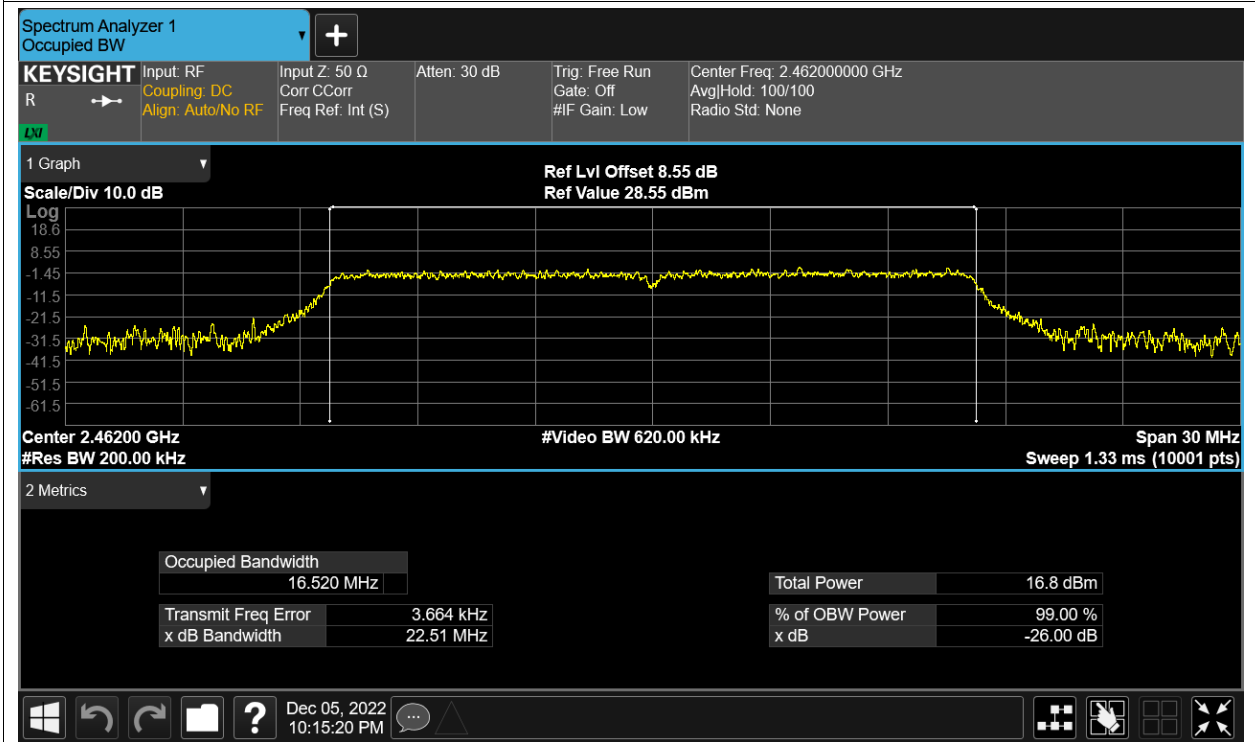 Spectrum Analyzer 1
Occupied BW
KEYSIGHT
R
LXI
Input: RF
Coupling: DC
Align: Auto/No RF
Input Z: 50 Ω
Corr CCorr
Freq Ref: Int (S)
Atten: 30 dB
Trig: Free Run
Gate: Off
#IF Gain: Low
Center Freq: 2.462000000 GHz
Avg|Hold: 100/100
Radio Std: None
1 Graph
Scale/Div 10.0 dB
Ref Lvl Offset 8.55 dB
Ref Value 28.55 dBm
Log
18.6
8.55
-1.45
-11.5
-21.5
-31.5
-41.5
-51.5
-61.5
Center 2.46200 GHz
#Video BW 620.00 kHz
Span 30 MHz
#Res BW 200.00 kHz
Sweep 1.33 ms (10001 pts)
2 Metrics
Occupied Bandwidth
16.520 MHz
Total Power 16.8 dBm
Transmit Freq Error 3.664 kHz
% of OBW Power 99.00 %
x dB Bandwidth 22.51 MHz
x dB -26.00 dB
?
Dec 05, 2022
10:15:20 PM